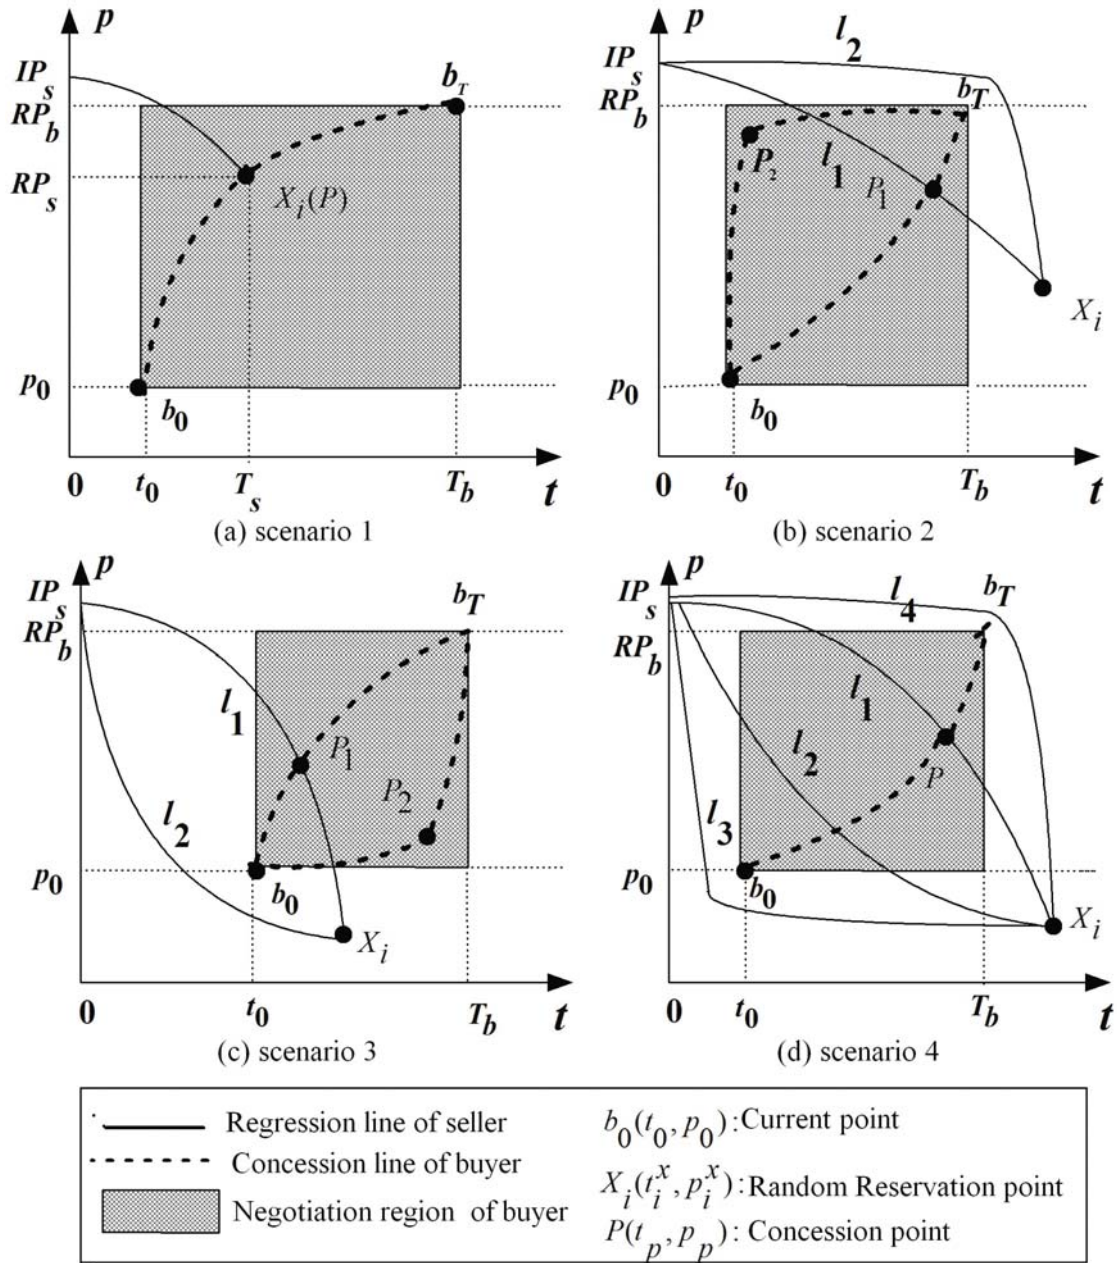 p
IP_s
RP_b
RP_s
p_0
b_T
X_i(P)
b_0
0 t_0 T_s T_b t
(a) scenario 1
p
l_2
IP_s
RP_b
b_T
P_2
l_1
P_1
X_i
p_0
b_0
0 t_0 T_b t
(b) scenario 2
p
IP_s
RP_b
b_T
l_1
P_1
l_2
P_2
p_0
b_0
X_i
0 t_0 T_b t
(c) scenario 3
p
IP_s
RP_b
l_4
b_T
l_1
l_2
P
l_3
p_0
b_0
X_i
0 t_0 T_b t
(d) scenario 4
Regression line of seller
Concession line of buyer
Negotiation region of buyer
b_0(t_0, p_0): Current point
X_i(t_i^x, p_i^x): Random Reservation point
P(t_p, p_p): Concession point